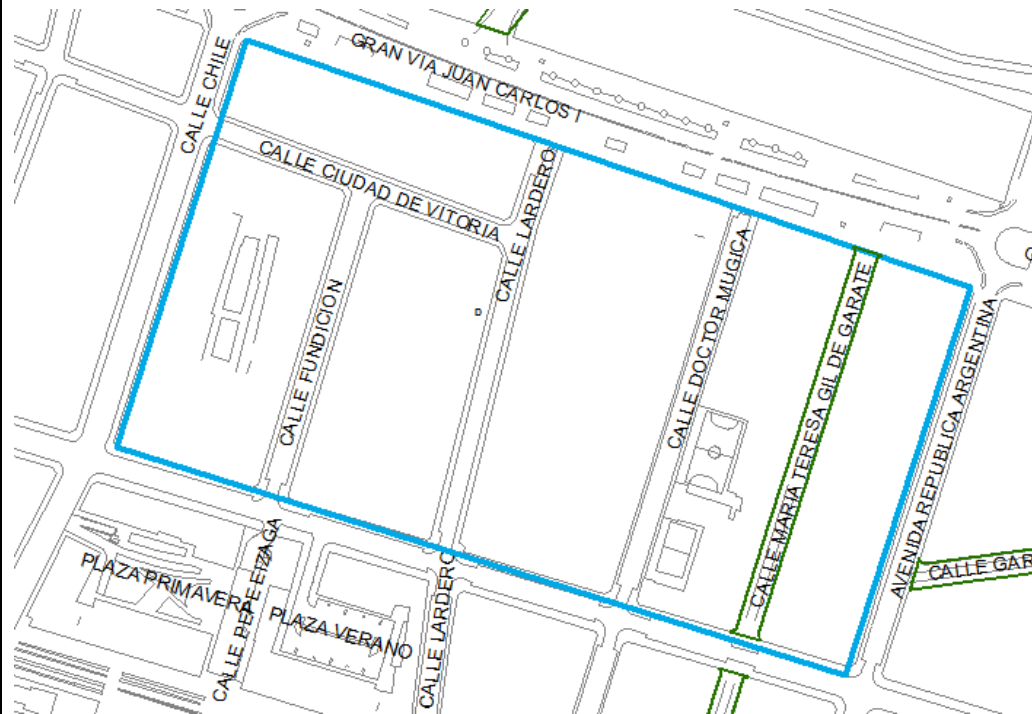 GRAN VIA JUAN CARLOS I
CALLE CHILE
CALLE CIUDAD DE VITORIA
CALLE LARDERO
CALLE FUNDICION
CALLE DOCTOR MUGICA
CALLE MARIA TERESA GIL DE GARATE
AVENIDA REPUBLICA ARGENTINA
CALLE GAR
PLAZA PRIMAVERA
CALLE PEPE EIZAGA
PLAZA VERANO
CALLE LARDERO